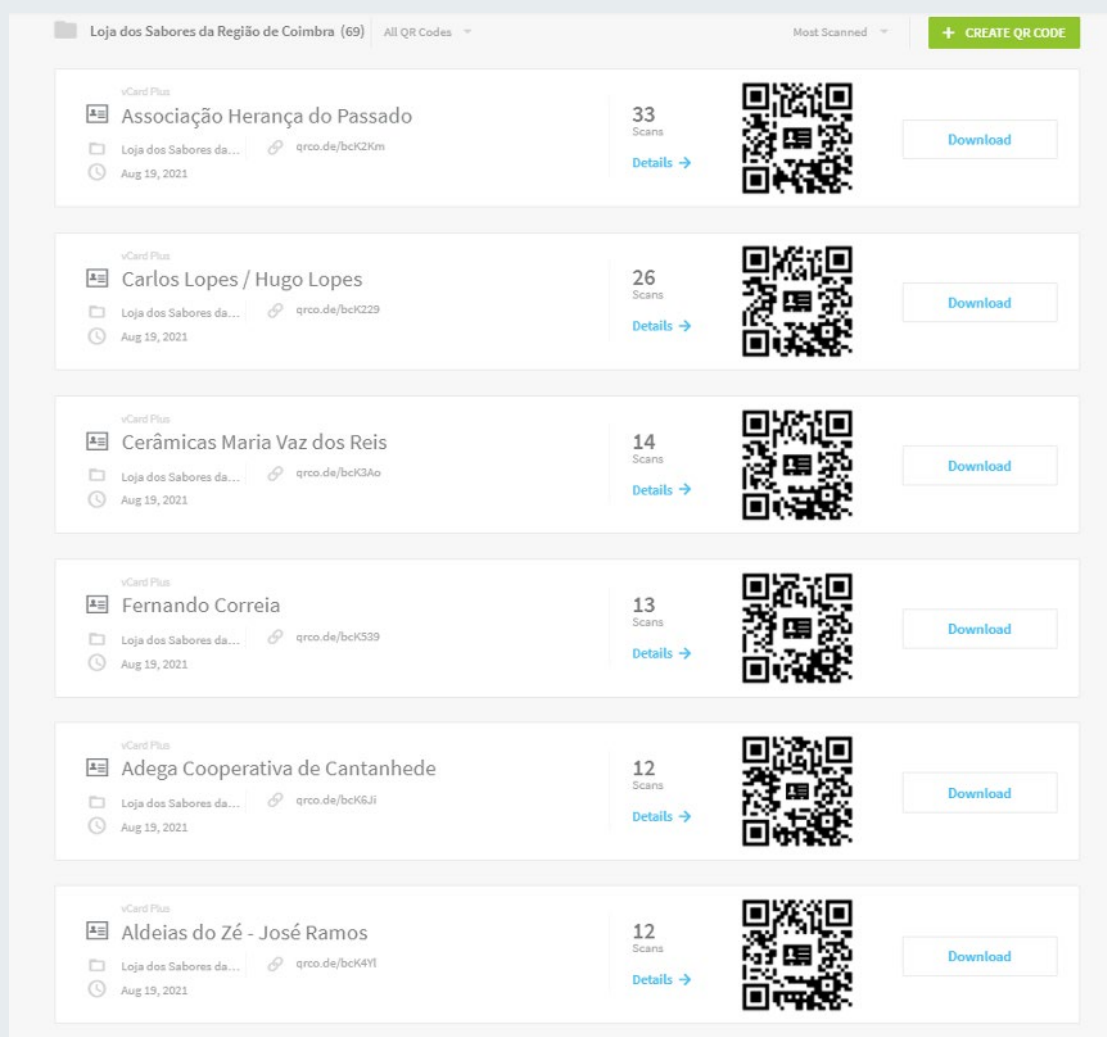 Loja dos Sabores da Região de Coimbra (69) All QR Codes Most Scanned + CREATE QR CODE
vCard Plus
Associação Herança do Passado
Loja dos Sabores da... qrco.de/bcK2Km
Aug 19, 2021
33
Scans
Details →
Download
vCard Plus
Carlos Lopes / Hugo Lopes
Loja dos Sabores da... qrco.de/bcK229
Aug 19, 2021
26
Scans
Details →
Download
vCard Plus
Cerâmicas Maria Vaz dos Reis
Loja dos Sabores da... qrco.de/bcK3Ao
Aug 19, 2021
14
Scans
Details →
Download
vCard Plus
Fernando Correia
Loja dos Sabores da... qrco.de/bcK539
Aug 19, 2021
13
Scans
Details →
Download
vCard Plus
Adega Cooperativa de Cantanhede
Loja dos Sabores da... qrco.de/bcK6Ji
Aug 19, 2021
12
Scans
Details →
Download
vCard Plus
Aldeias do Zé - José Ramos
Loja dos Sabores da... qrco.de/bcK4Yl
Aug 19, 2021
12
Scans
Details →
Download